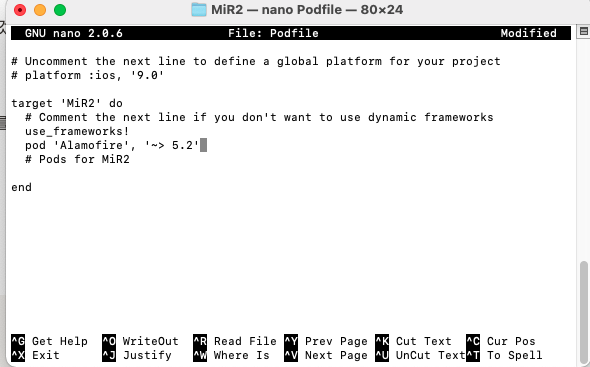 MiR2 — nano Podfile — 80×24
GNU nano 2.0.6 File: Podfile Modified
# Uncomment the next line to define a global platform for your project
# platform :ios, '9.0'
target 'MiR2' do
# Comment the next line if you don't want to use dynamic frameworks
use_frameworks!
pod 'Alamofire', '~> 5.2'
# Pods for MiR2
end
^G Get Help ^O WriteOut ^R Read File ^Y Prev Page ^K Cut Text ^C Cur Pos
^X Exit ^J Justify ^W Where Is ^V Next Page ^U UnCut Text ^T To Spell